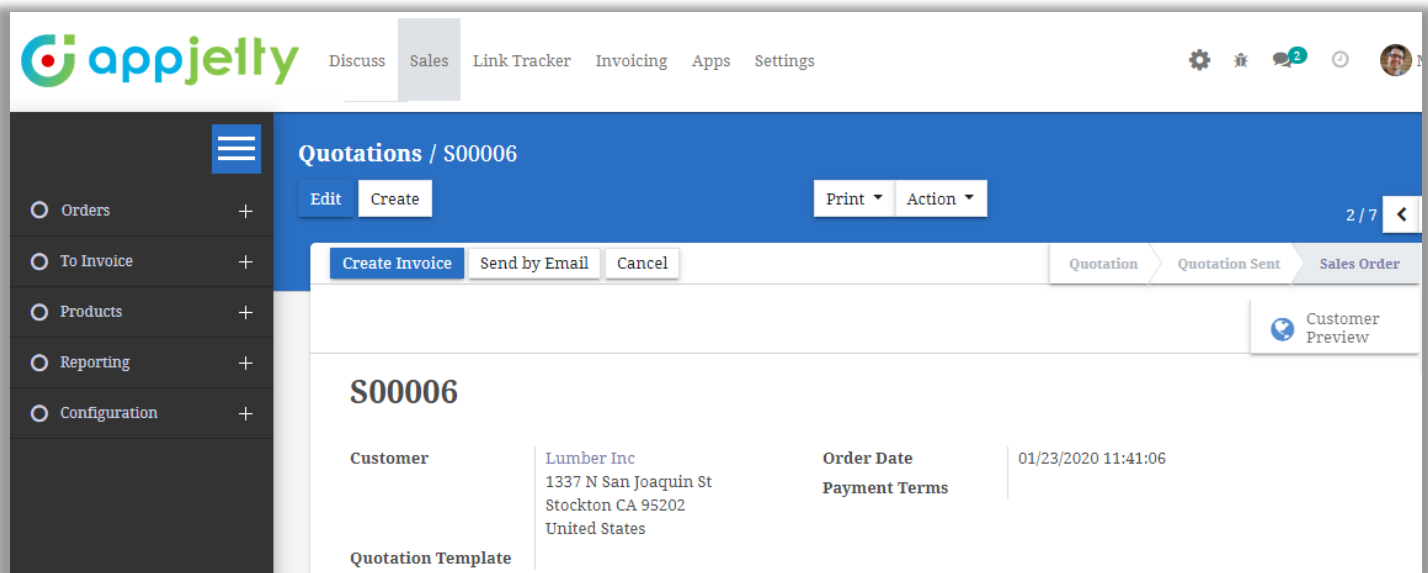 appjetty
Discuss Sales Link Tracker Invoicing Apps Settings
2
Quotations / S00006
Edit Create Print Action
2 / 7
Orders
To Invoice
Products
Reporting
Configuration
Create Invoice Send by Email Cancel
Quotation Quotation Sent Sales Order
Customer
Preview
S00006
Customer Lumber Inc Order Date 01/23/2020 11:41:06
1337 N San Joaquin St Payment Terms
Stockton CA 95202
United States
Quotation Template